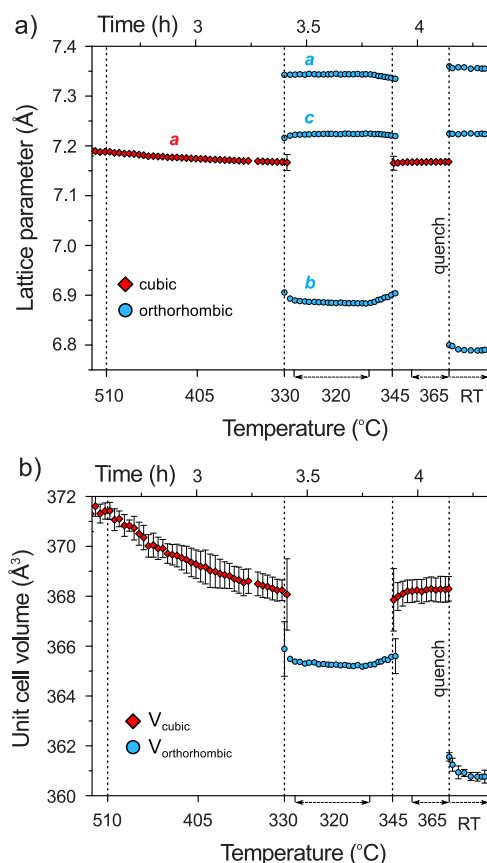 a)
Time (h)
3
3.5
4
7.4
7.3
7.2
7.1
7.0
6.9
6.8
Lattice parameter (Å)
a
a
c
b
cubic
orthorhombic
quench
510
405
330
320
345
365
RT
Temperature (°C)
b)
Time (h)
3
3.5
4
372
370
368
366
364
362
360
Unit cell volume (Å³)
V_cubic
V_orthorhombic
quench
510
405
330
320
345
365
RT
Temperature (°C)